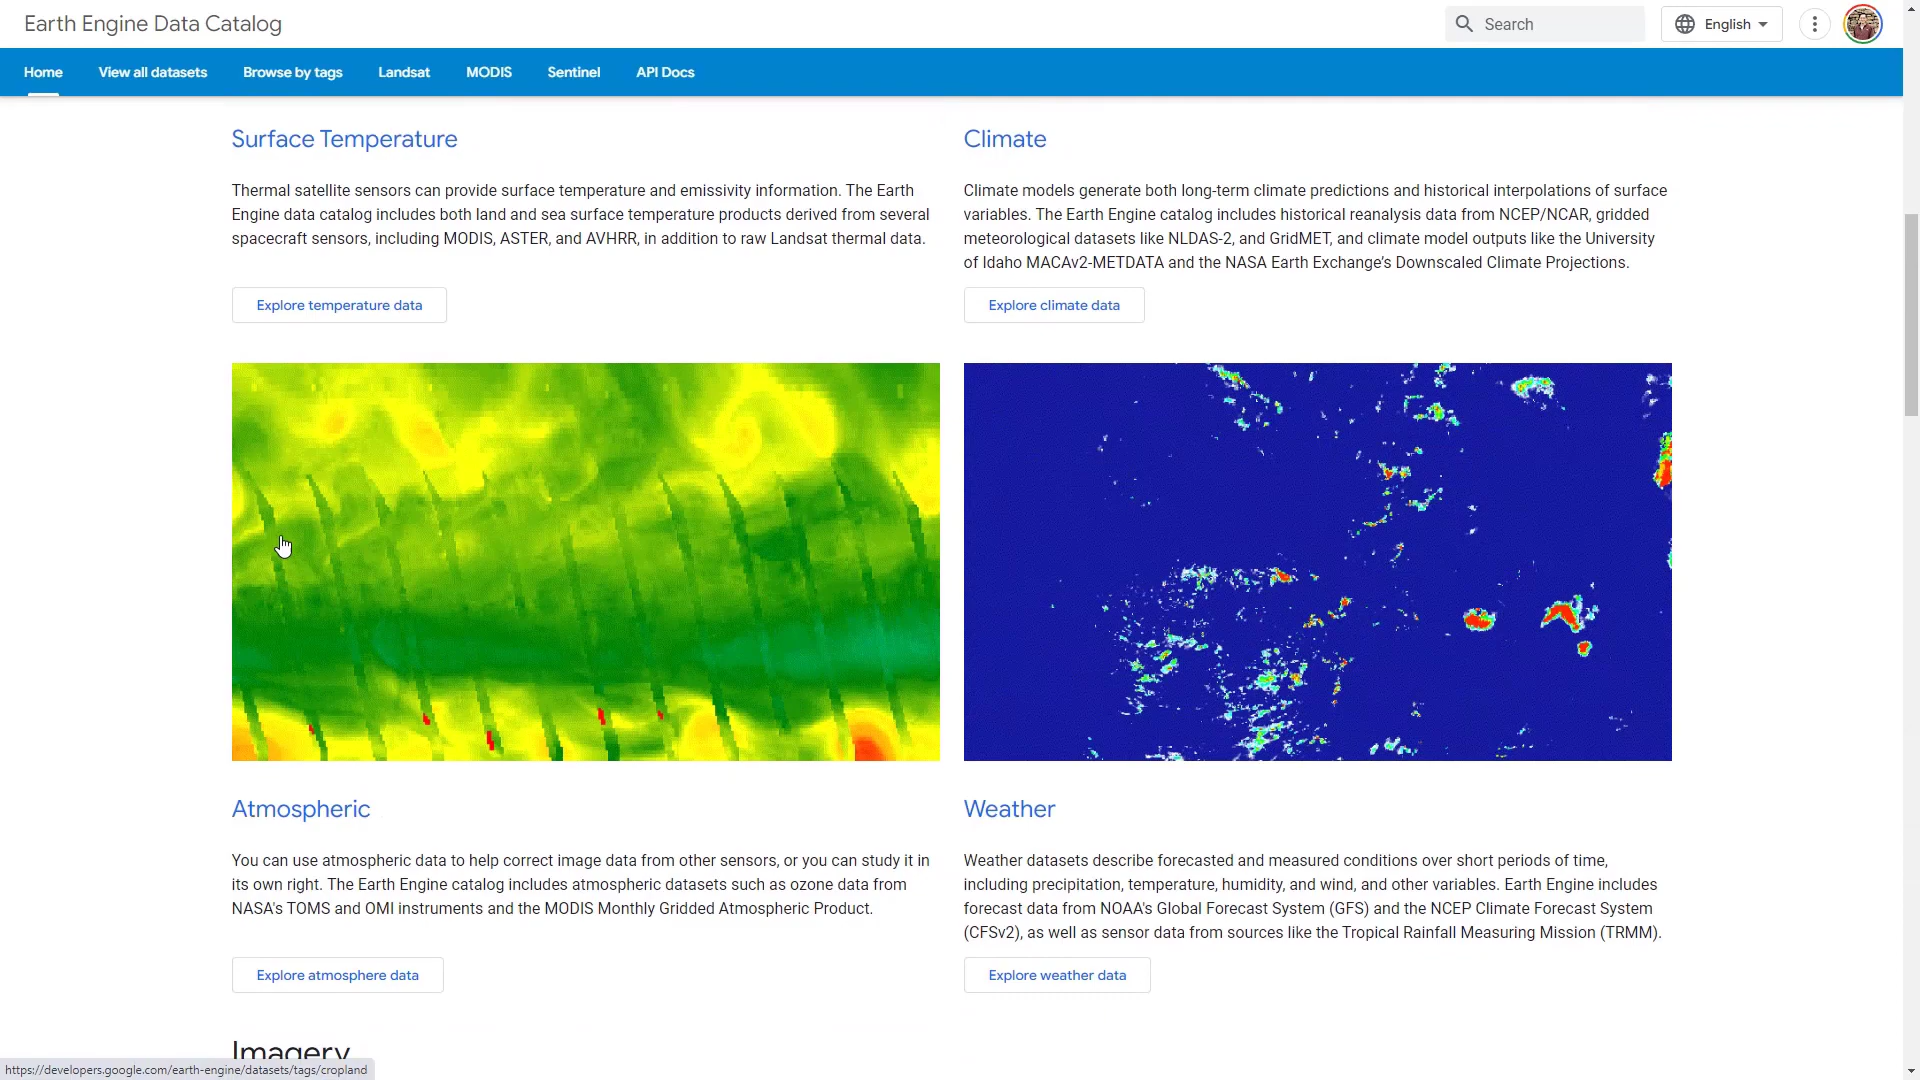 Earth Engine Data Catalog
Search
English
Home
View all datasets
Browse by tags
Landsat
MODIS
Sentinel
API Docs
Surface Temperature
Thermal satellite sensors can provide surface temperature and emissivity information. The Earth
Engine data catalog includes both land and sea surface temperature products derived from several
spacecraft sensors, including MODIS, ASTER, and AVHRR, in addition to raw Landsat thermal data.
Explore temperature data
Climate
Climate models generate both long-term climate predictions and historical interpolations of surface
variables. The Earth Engine catalog includes historical reanalysis data from NCEP/NCAR, gridded
meteorological datasets like NLDAS-2, and GridMET, and climate model outputs like the University
of Idaho MACAv2-METDATA and the NASA Earth Exchange’s Downscaled Climate Projections.
Explore climate data
Atmospheric
You can use atmospheric data to help correct image data from other sensors, or you can study it in
its own right. The Earth Engine catalog includes atmospheric datasets such as ozone data from
NASA's TOMS and OMI instruments and the MODIS Monthly Gridded Atmospheric Product.
Explore atmosphere data
Weather
Weather datasets describe forecasted and measured conditions over short periods of time,
including precipitation, temperature, humidity, and wind, and other variables. Earth Engine includes
forecast data from NOAA's Global Forecast System (GFS) and the NCEP Climate Forecast System
(CFSv2), as well as sensor data from sources like the Tropical Rainfall Measuring Mission (TRMM).
Explore weather data
Imagery
https://developers.google.com/earth-engine/datasets/tags/cropland